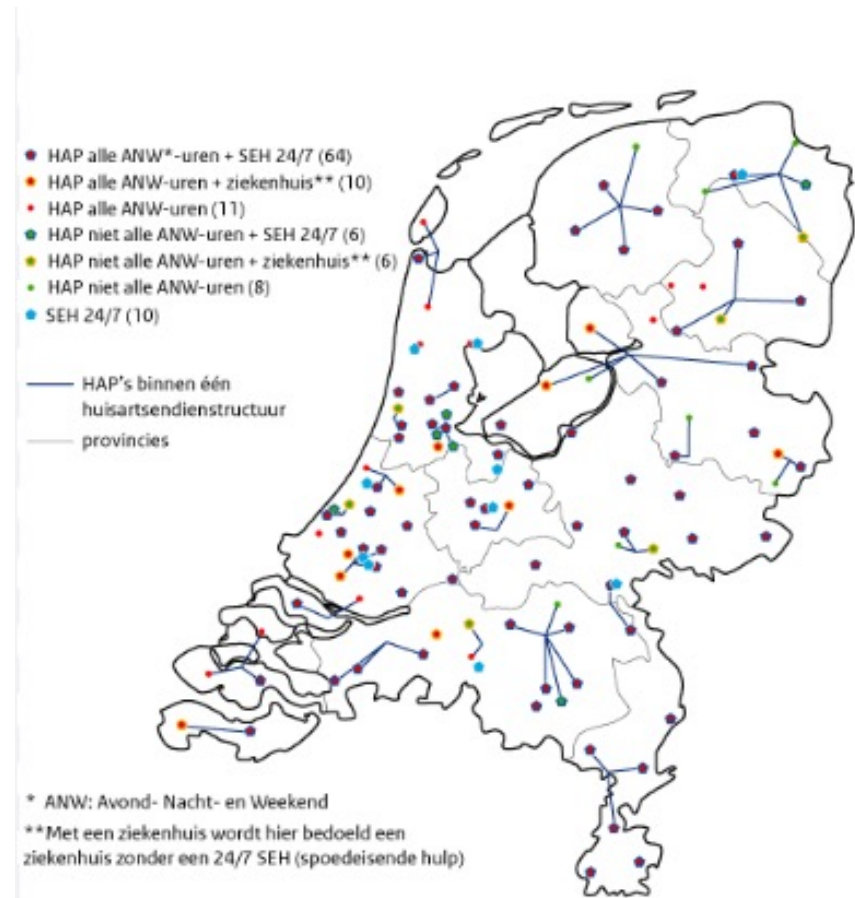 HAP alle ANW*-uren + SEH 24/7 (64)
HAP alle ANW-uren + ziekenhuis** (10)
HAP alle ANW-uren (11)
HAP niet alle ANW-uren + SEH 24/7 (6)
HAP niet alle ANW-uren + ziekenhuis** (6)
HAP niet alle ANW-uren (8)
SEH 24/7 (10)
HAP's binnen één
huisartsendienstructuur
provincies
* ANW: Avond- Nacht- en Weekend
**Met een ziekenhuis wordt hier bedoeld een
ziekenhuis zonder een 24/7 SEH (spoedeisende hulp)